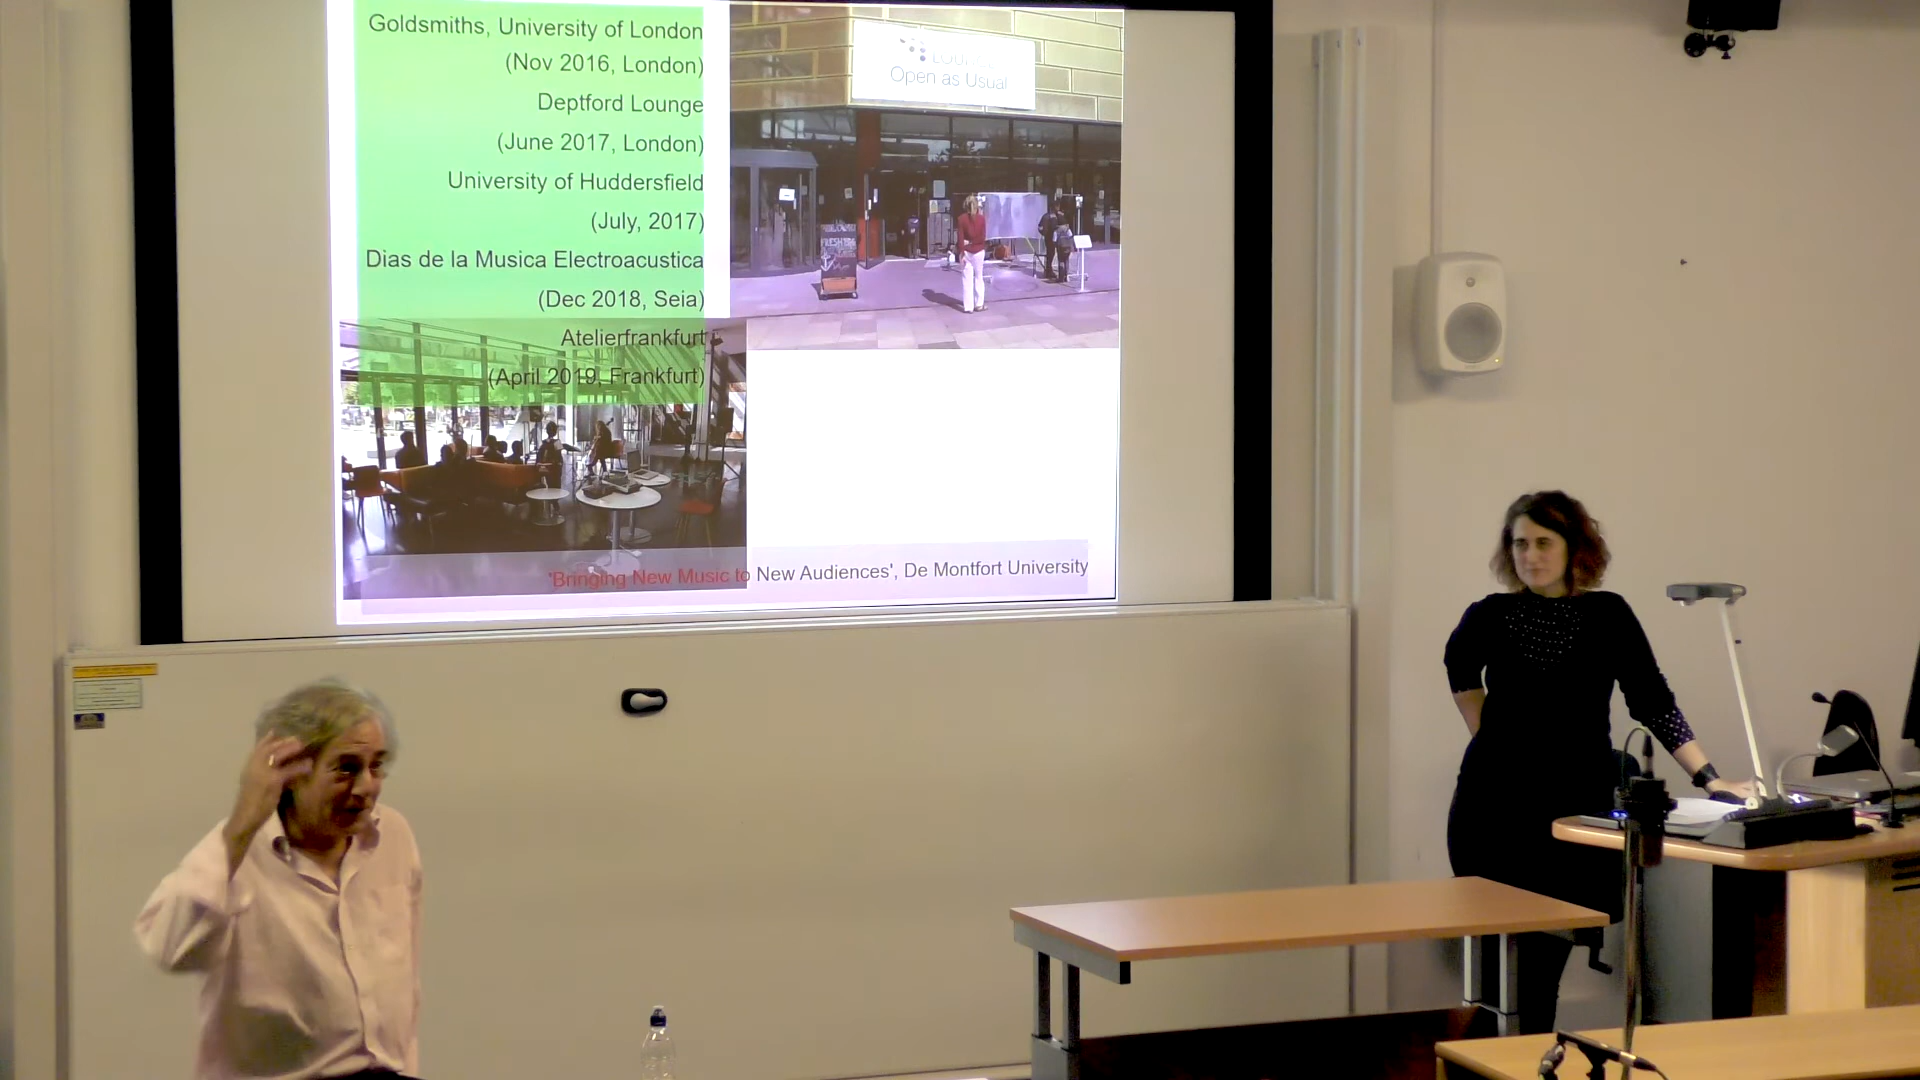 Goldsmiths, University of London
(Nov 2016, London)
Deptford Lounge
(June 2017, London)
University of Huddersfield
(July, 2017)
Dias de la Musica Electroacustica
(Dec 2018, Seia)
Atelierfrankfurt
(April 2019, Frankfurt)
Open as Usual
'Bringing New Music to New Audiences', De Montfort University